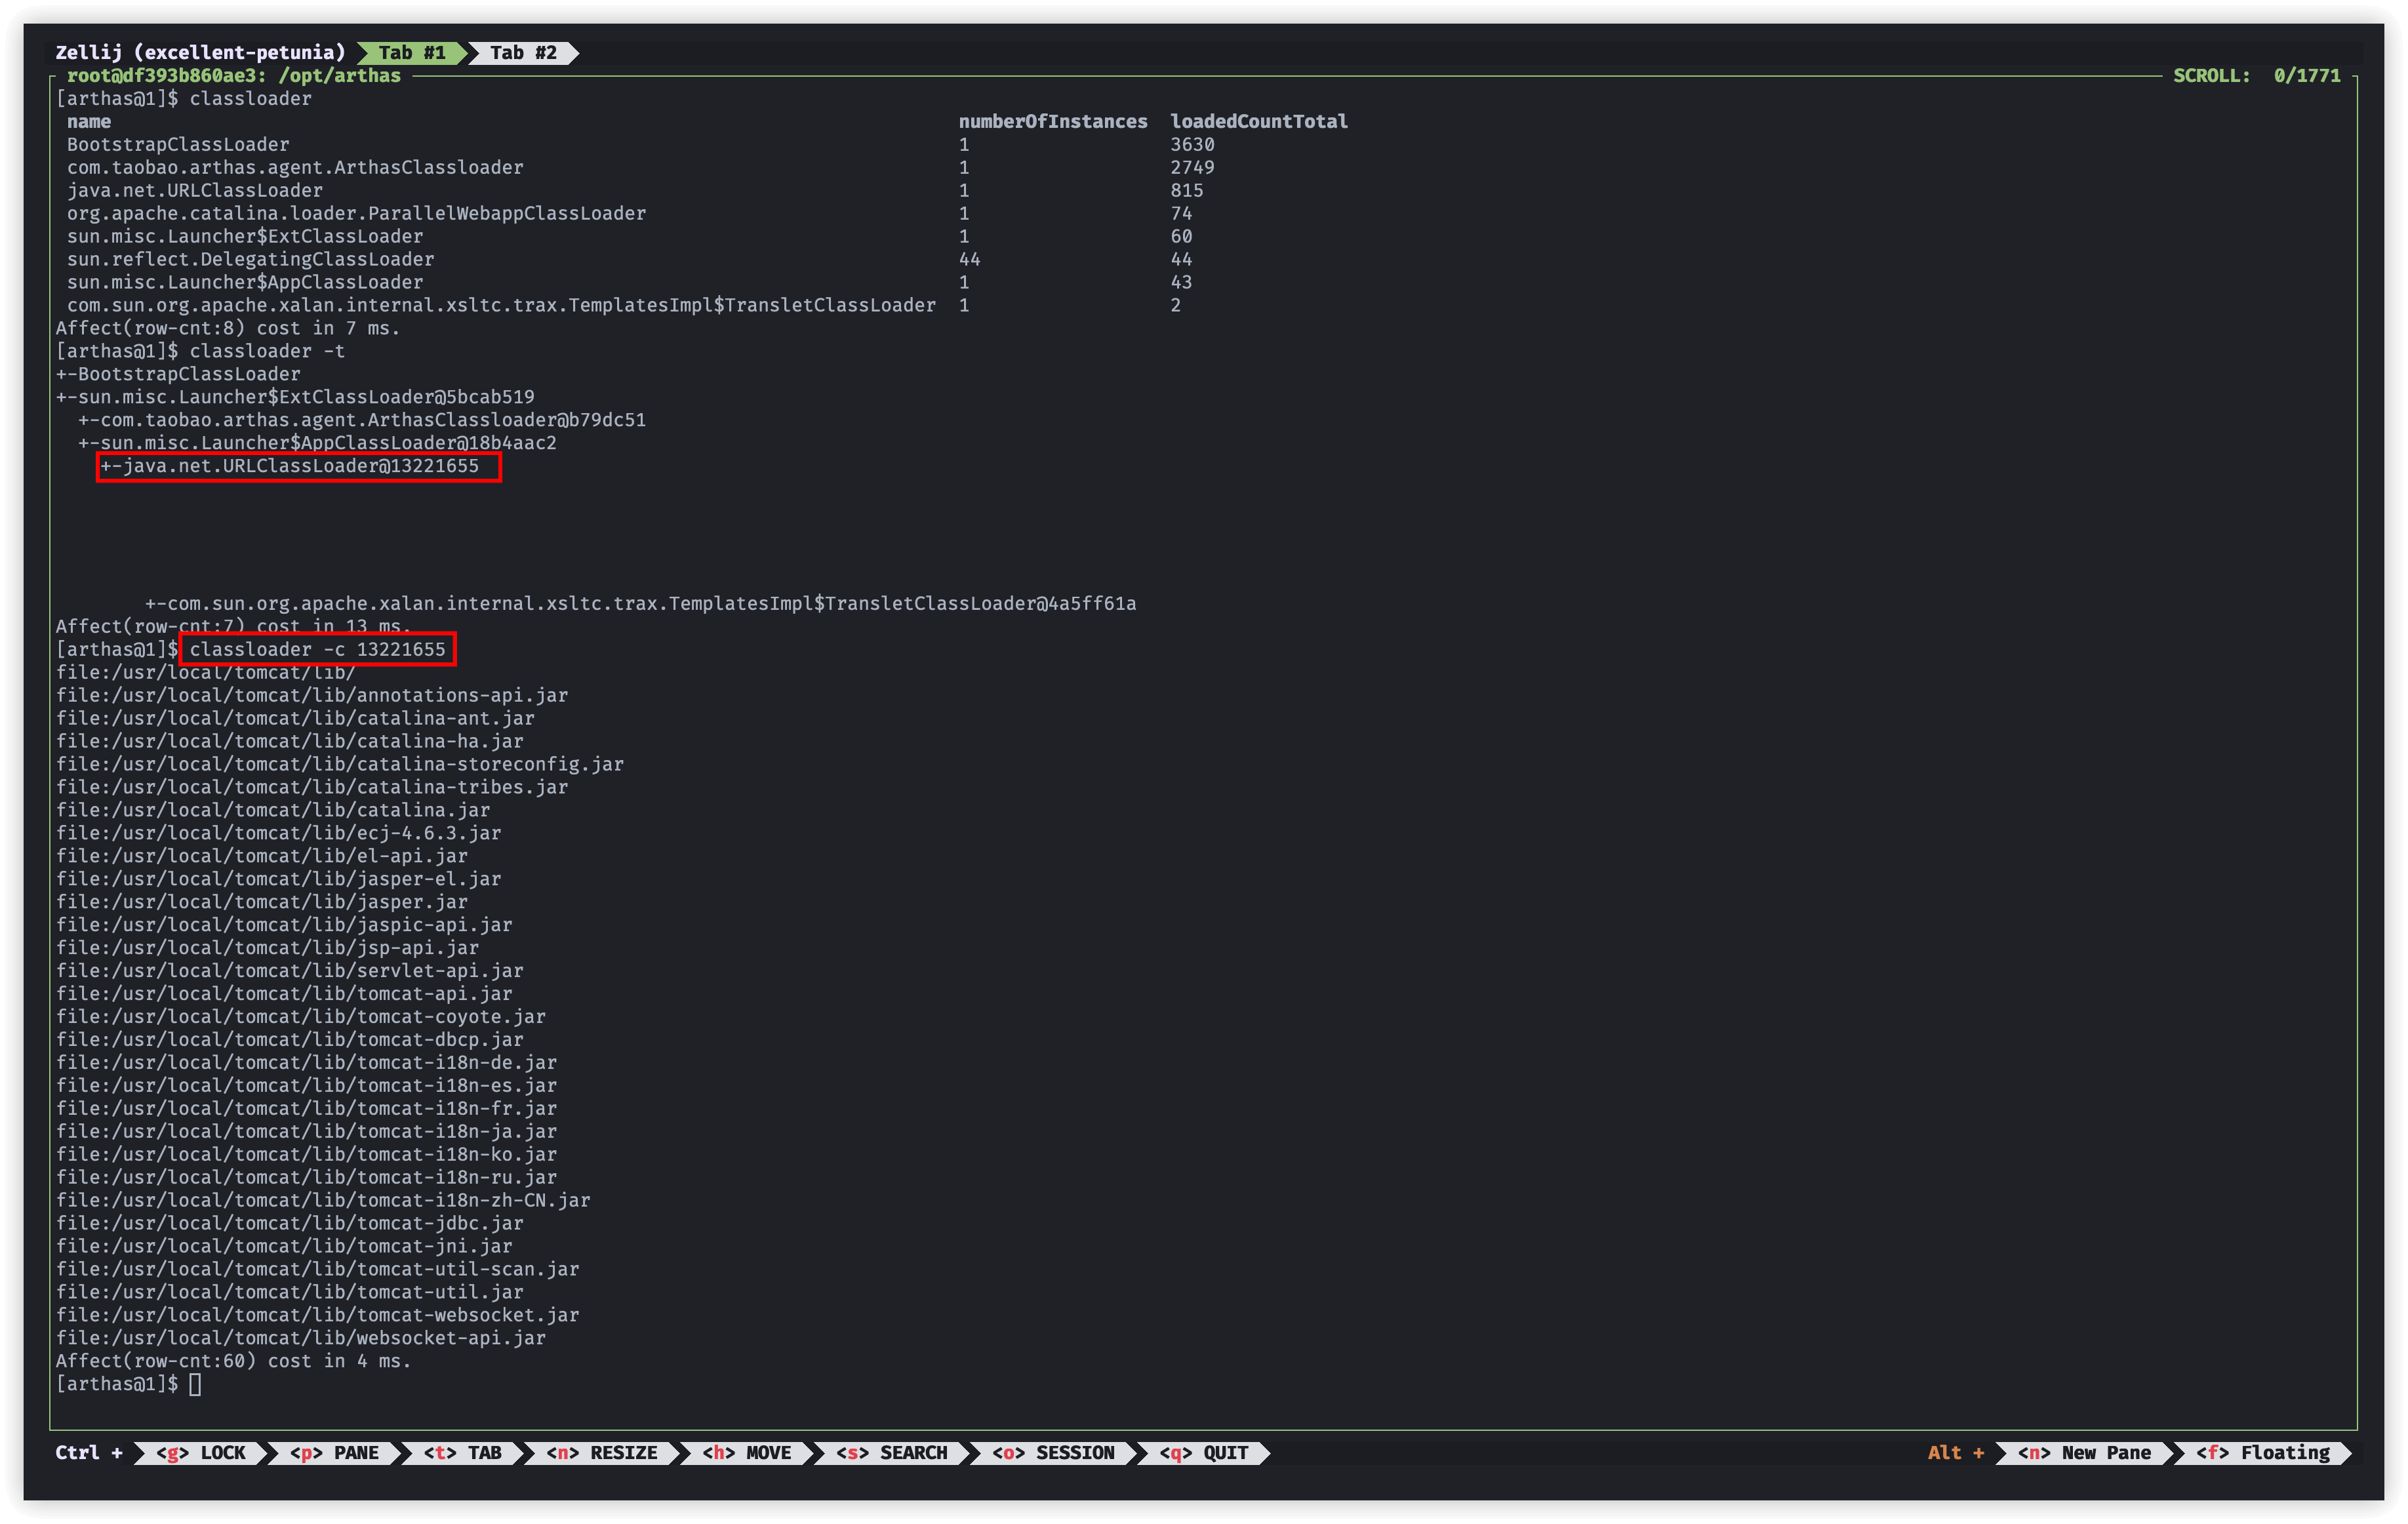 Zellij (excellent-petunia) Tab #1 Tab #2
root@df393b860ae3: /opt/arthas SCROLL: 0/1771
[arthas@1]$ classloader
name numberOfInstances loadedCountTotal
BootstrapClassLoader 1 3630
com.taobao.arthas.agent.ArthasClassloader 1 2749
java.net.URLClassLoader 1 815
org.apache.catalina.loader.ParallelWebappClassLoader 1 74
sun.misc.Launcher$ExtClassLoader 1 60
sun.reflect.DelegatingClassLoader 44 44
sun.misc.Launcher$AppClassLoader 1 43
com.sun.org.apache.xalan.internal.xsltc.trax.TemplatesImpl$TransletClassLoader 1 2
Affect(row-cnt:8) cost in 7 ms.
[arthas@1]$ classloader -t
+-BootstrapClassLoader
+-sun.misc.Launcher$ExtClassLoader@5bcab519
+-com.taobao.arthas.agent.ArthasClassloader@b79dc51
+-sun.misc.Launcher$AppClassLoader@18b4aac2
+-java.net.URLClassLoader@13221655
+-com.sun.org.apache.xalan.internal.xsltc.trax.TemplatesImpl$TransletClassLoader@4a5ff61a
Affect(row-cnt:7) cost in 13 ms.
[arthas@1]$ classloader -c 13221655
file:/usr/local/tomcat/lib/
file:/usr/local/tomcat/lib/annotations-api.jar
file:/usr/local/tomcat/lib/catalina-ant.jar
file:/usr/local/tomcat/lib/catalina-ha.jar
file:/usr/local/tomcat/lib/catalina-storeconfig.jar
file:/usr/local/tomcat/lib/catalina-tribes.jar
file:/usr/local/tomcat/lib/catalina.jar
file:/usr/local/tomcat/lib/ecj-4.6.3.jar
file:/usr/local/tomcat/lib/el-api.jar
file:/usr/local/tomcat/lib/jasper-el.jar
file:/usr/local/tomcat/lib/jasper.jar
file:/usr/local/tomcat/lib/jaspic-api.jar
file:/usr/local/tomcat/lib/jsp-api.jar
file:/usr/local/tomcat/lib/servlet-api.jar
file:/usr/local/tomcat/lib/tomcat-api.jar
file:/usr/local/tomcat/lib/tomcat-coyote.jar
file:/usr/local/tomcat/lib/tomcat-dbcp.jar
file:/usr/local/tomcat/lib/tomcat-i18n-de.jar
file:/usr/local/tomcat/lib/tomcat-i18n-es.jar
file:/usr/local/tomcat/lib/tomcat-i18n-fr.jar
file:/usr/local/tomcat/lib/tomcat-i18n-ja.jar
file:/usr/local/tomcat/lib/tomcat-i18n-ko.jar
file:/usr/local/tomcat/lib/tomcat-i18n-ru.jar
file:/usr/local/tomcat/lib/tomcat-i18n-zh-CN.jar
file:/usr/local/tomcat/lib/tomcat-jdbc.jar
file:/usr/local/tomcat/lib/tomcat-jni.jar
file:/usr/local/tomcat/lib/tomcat-util-scan.jar
file:/usr/local/tomcat/lib/tomcat-util.jar
file:/usr/local/tomcat/lib/tomcat-websocket.jar
file:/usr/local/tomcat/lib/websocket-api.jar
Affect(row-cnt:60) cost in 4 ms.
[arthas@1]$
Ctrl + <g> LOCK <p> PANE <t> TAB <n> RESIZE <h> MOVE <s> SEARCH <o> SESSION <q> QUIT Alt + <n> New Pane <f> Floating